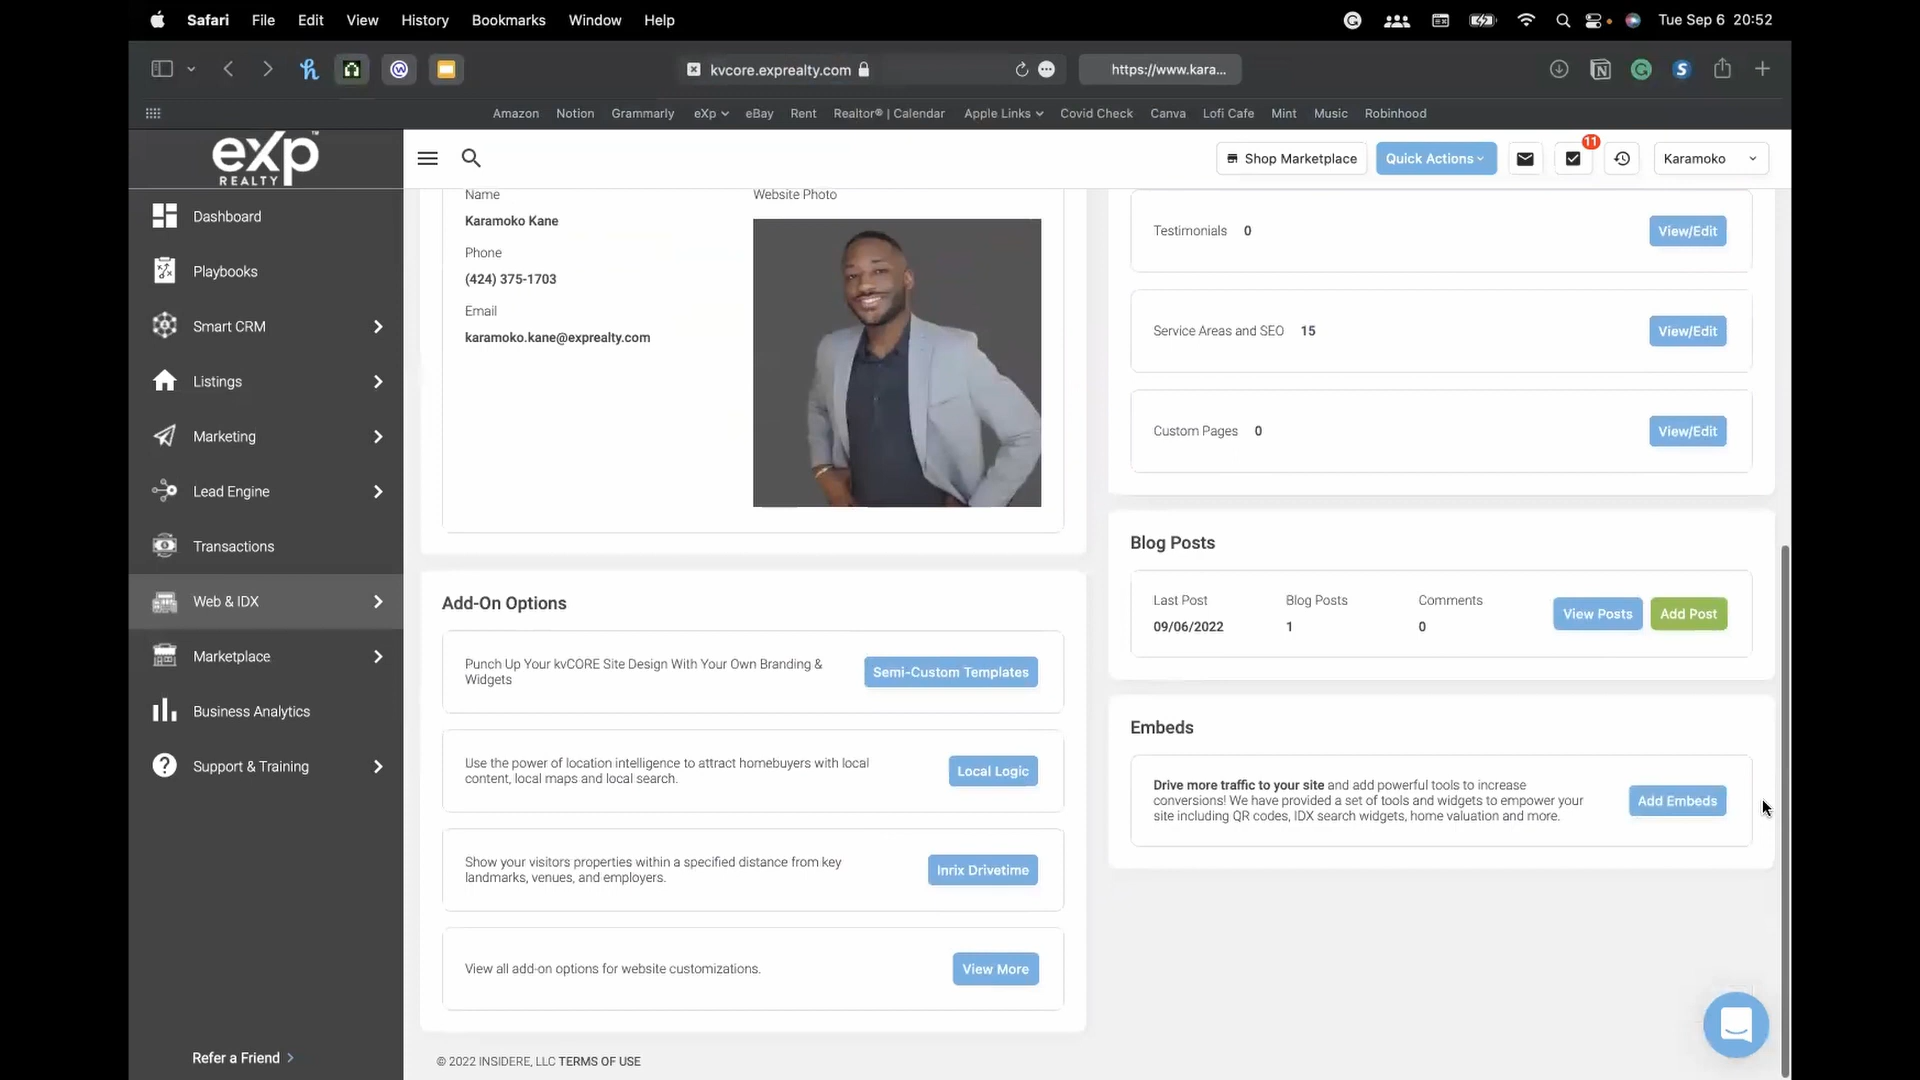 Safari File Edit View History Bookmarks Window Help
Tue Sep 6 20:52
kvcore.exprealty.com
https://www.kara...
Amazon Notion Grammarly eXp eBay Rent Realtor® | Calendar Apple Links Covid Check Canva Lofi Cafe Mint Music Robinhood
eXp™
REALTY
Shop Marketplace
Quick Actions
11
Karamoko
Dashboard
Playbooks
Smart CRM
Listings
Marketing
Lead Engine
Transactions
Web & IDX
Marketplace
Business Analytics
Support & Training
Refer a Friend
Name
Karamoko Kane
Phone
(424) 375-1703
Email
karamoko.kane@exprealty.com
Website Photo
Add-On Options
Punch Up Your kvCORE Site Design With Your Own Branding &
Widgets
Semi-Custom Templates
Use the power of location intelligence to attract homebuyers with local
content, local maps and local search.
Local Logic
Show your visitors properties within a specified distance from key
landmarks, venues, and employers.
Inrix Drivetime
View all add-on options for website customizations.
View More
Testimonials 0
View/Edit
Service Areas and SEO 15
View/Edit
Custom Pages 0
View/Edit
Blog Posts
Last Post Blog Posts Comments
09/06/2022 1 0
View Posts
Add Post
Embeds
Drive more traffic to your site and add powerful tools to increase
conversions! We have provided a set of tools and widgets to empower your
site including QR codes, IDX search widgets, home valuation and more.
Add Embeds
© 2022 INSIDERE, LLC TERMS OF USE